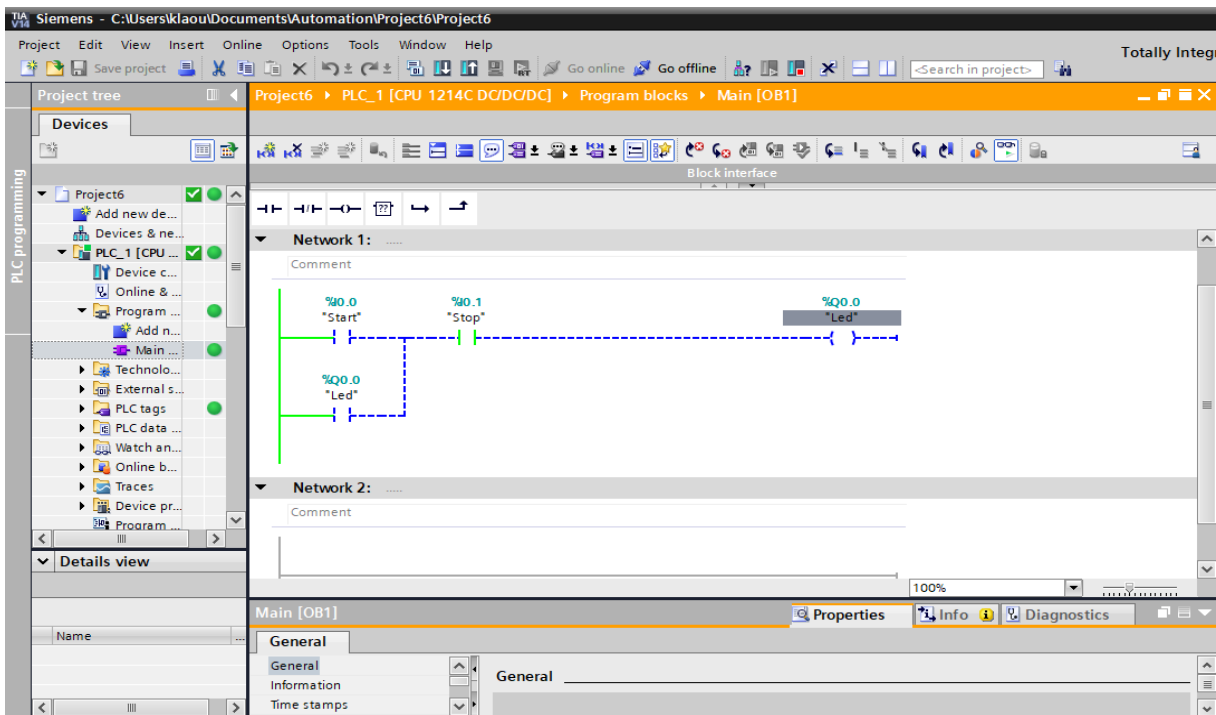 TIA V14 Siemens - C:\Users\klaou\Documents\Automation\Project6\Project6
Project Edit View Insert Online Options Tools Window Help
Totally Integr
Save project Go online Go offline <Search in project>
Project tree
Project6 PLC_1 [CPU 1214C DC/DC/DC] Program blocks Main [OB1]
Devices
PLC programming
Block interface
Project6
Add new de...
Devices & ne...
PLC_1 [CPU ...
Device c...
Online & ...
Program ...
Add n...
Main ...
Technolo...
External s...
PLC tags
PLC data ...
Watch an...
Online b...
Traces
Device pr...
Program ...
??
Network 1: .....
Comment
%I0.0 %I0.1 %Q0.0
"Start" "Stop" "Led"
%Q0.0
"Led"
Network 2: .....
Comment
100%
Details view
Name ...
Main [OB1]
Properties Info Diagnostics
General
General
Information
Time stamps
General